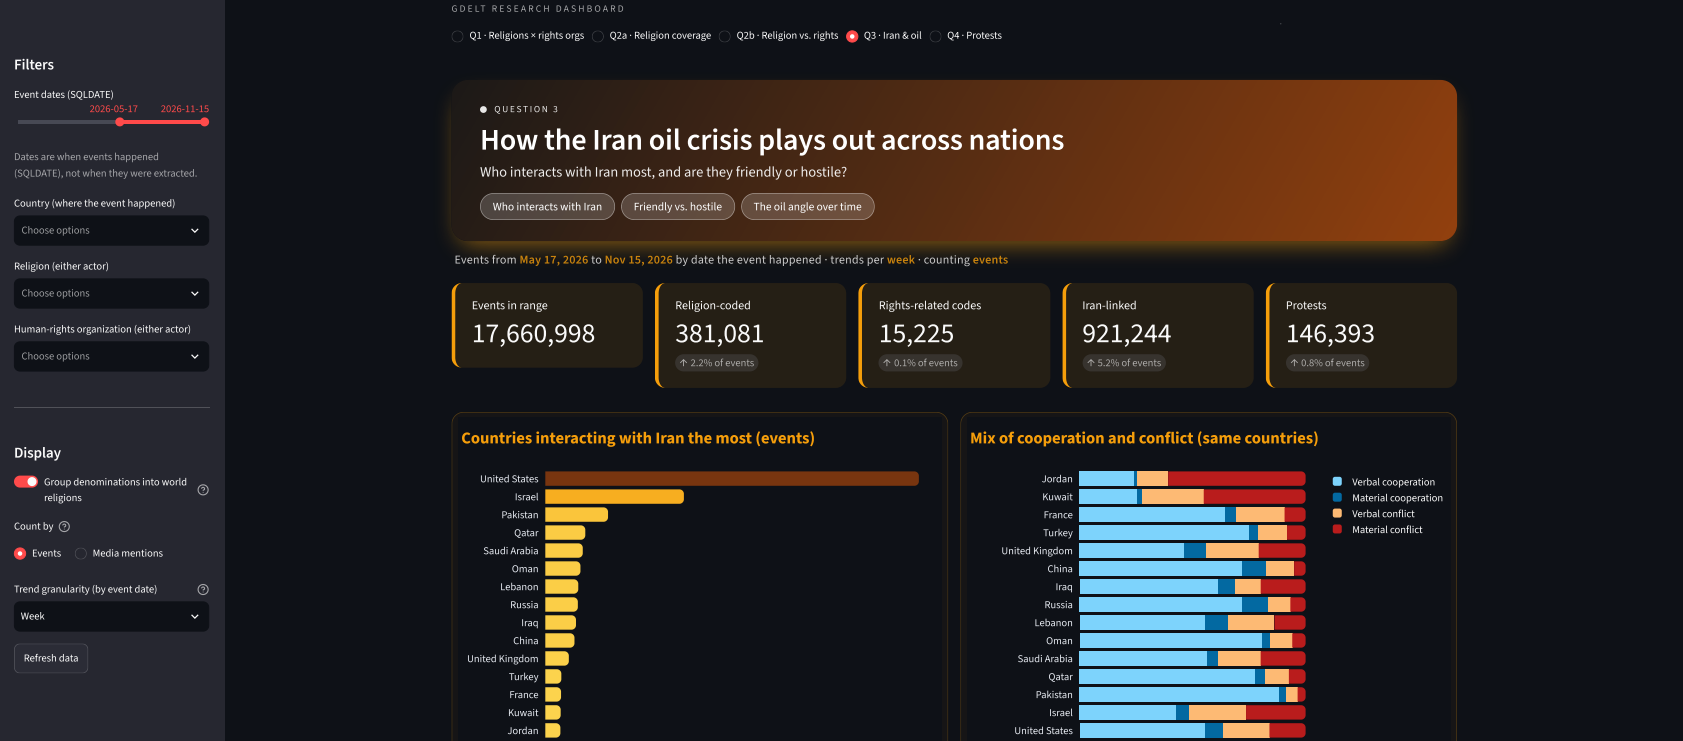 Filters
Event dates (SQLDATE)
2026-05-17 2026-11-15
Dates are when events happened
(SQLDATE), not when they were extracted.
Country (where the event happened)
Choose options
Religion (either actor)
Choose options
Human-rights organization (either actor)
Choose options
Display
Group denominations into world
religions
Count by
Events Media mentions
Trend granularity (by event date)
Week
Refresh data
GDELT RESEARCH DASHBOARD
Q1 · Religions × rights orgs Q2a · Religion coverage Q2b · Religion vs. rights Q3 · Iran & oil Q4 · Protests
QUESTION 3
How the Iran oil crisis plays out across nations
Who interacts with Iran most, and are they friendly or hostile?
Who interacts with Iran Friendly vs. hostile The oil angle over time
Events from May 17, 2026 to Nov 15, 2026 by date the event happened · trends per week · counting events
Events in range
17,660,998
Religion-coded
381,081
↑ 2.2% of events
Rights-related codes
15,225
↑ 0.1% of events
Iran-linked
921,244
↑ 5.2% of events
Protests
146,393
↑ 0.8% of events
Countries interacting with Iran the most (events)
United States
Israel
Pakistan
Qatar
Saudi Arabia
Oman
Lebanon
Russia
Iraq
China
United Kingdom
Turkey
France
Kuwait
Jordan
Mix of cooperation and conflict (same countries)
Jordan
Kuwait
France
Turkey
United Kingdom
China
Iraq
Russia
Lebanon
Oman
Saudi Arabia
Qatar
Pakistan
Israel
United States
Verbal cooperation
Material cooperation
Verbal conflict
Material conflict